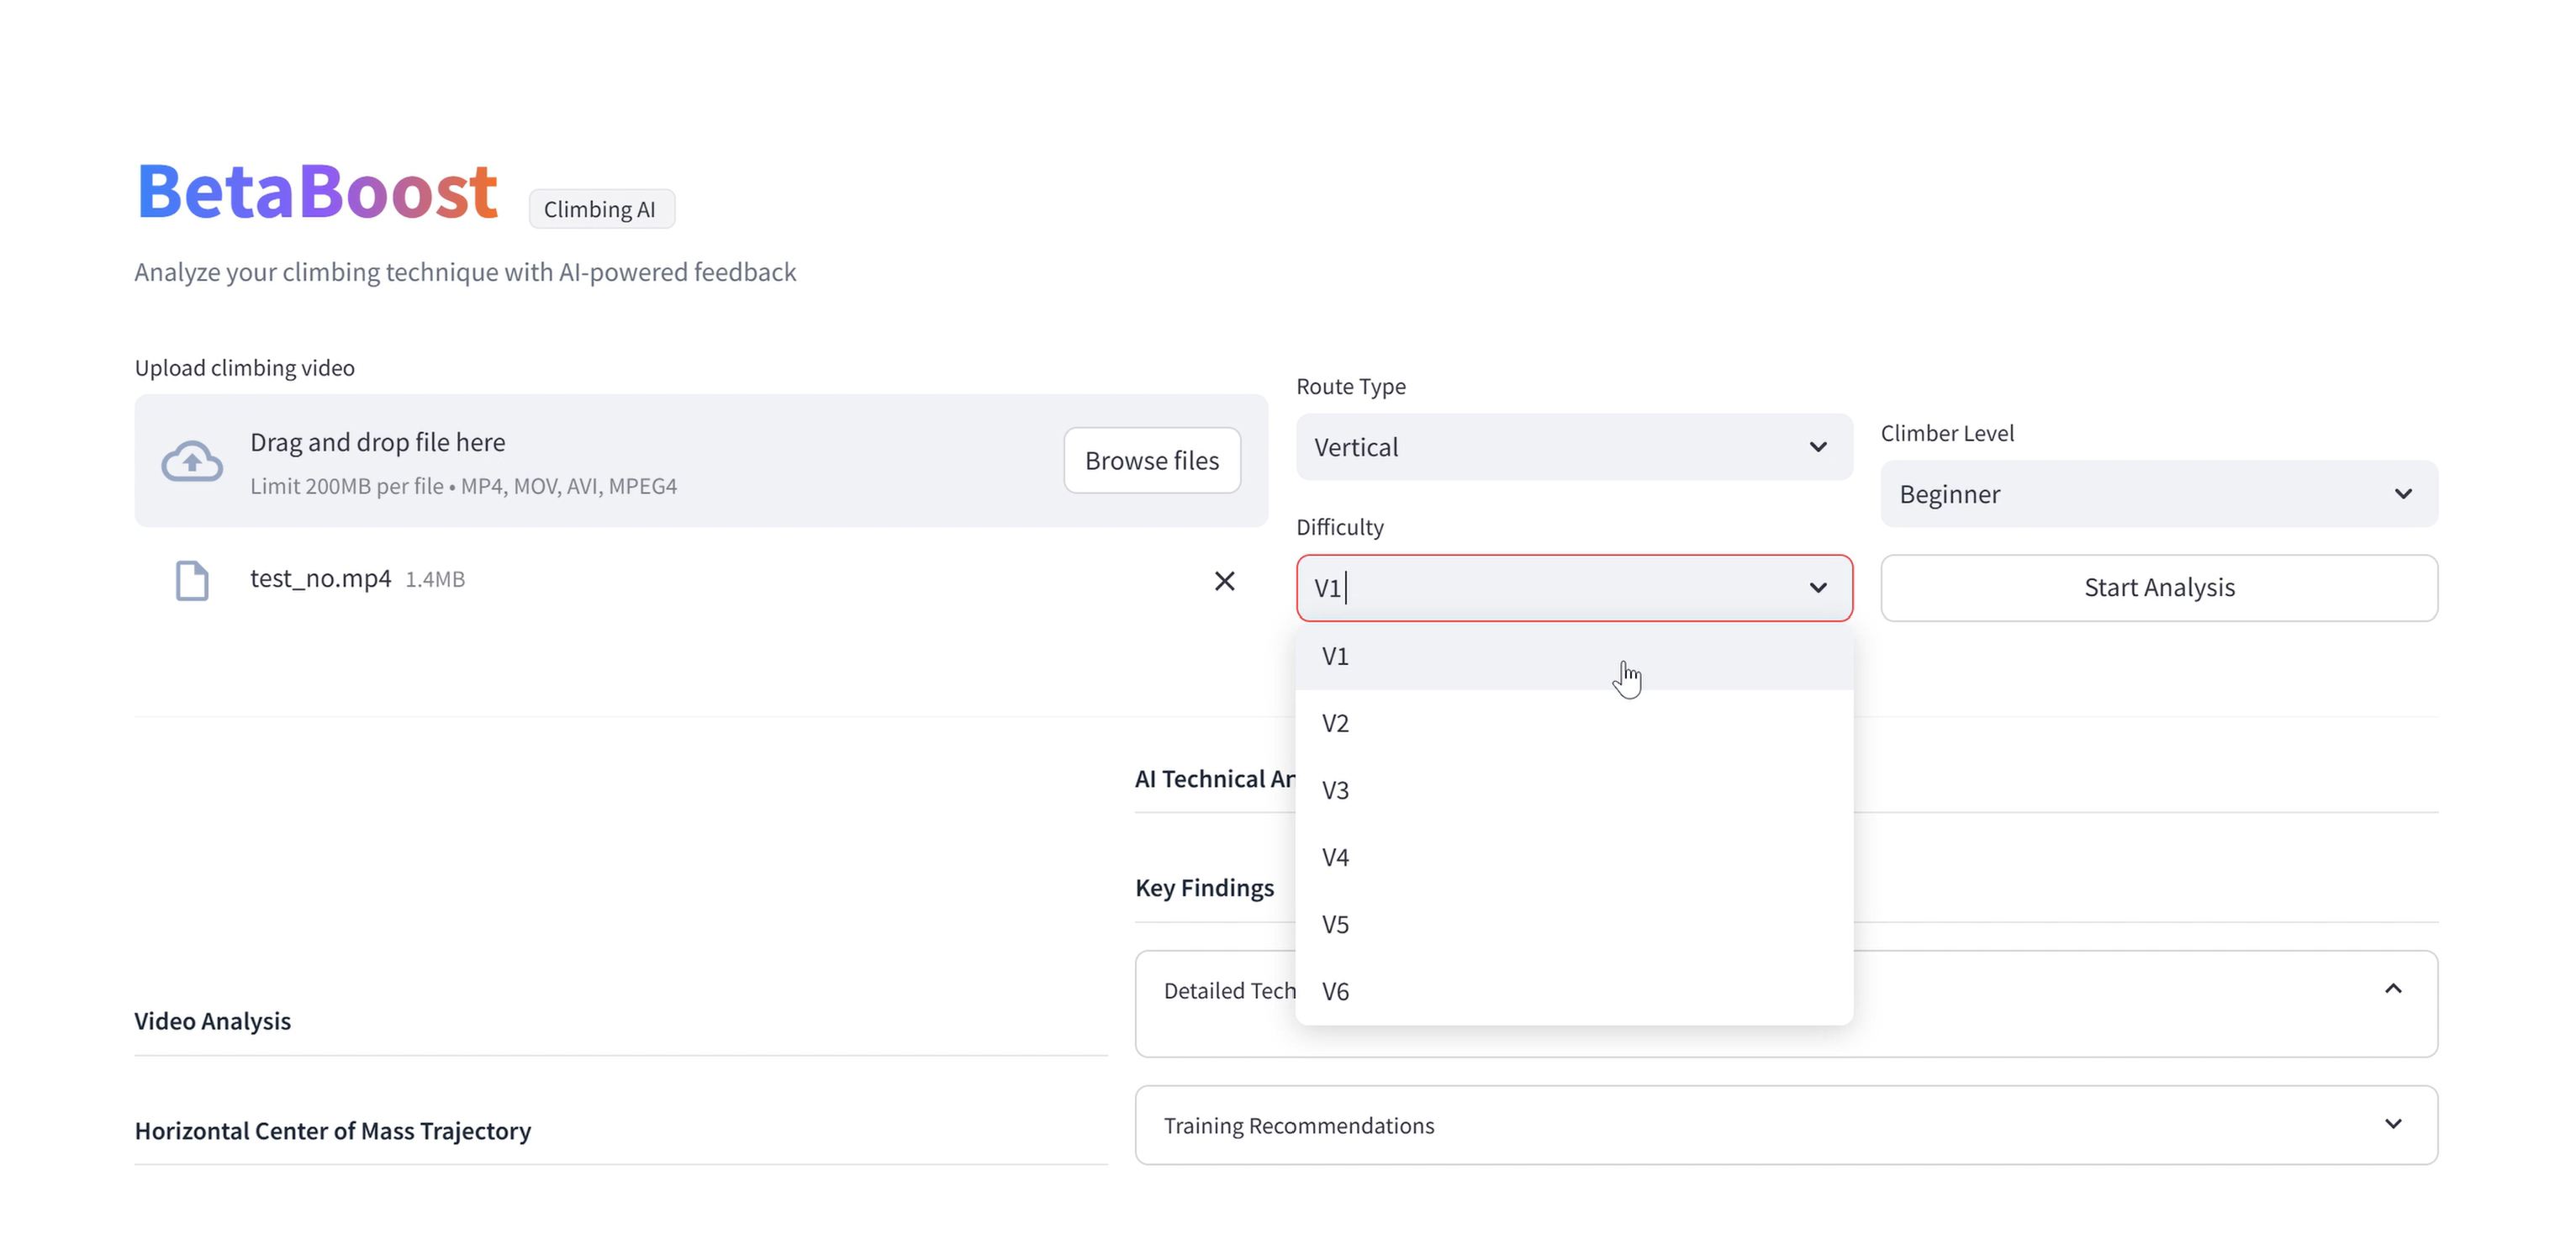 BetaBoost
Climbing AI
Analyze your climbing technique with AI-powered feedback
Upload climbing video
Drag and drop file here
Limit 200MB per file • MP4, MOV, AVI, MPEG4
Browse files
test_no.mp4 1.4MB
Route Type
Vertical
Difficulty
V1
V1
V2
V3
V4
V5
V6
Climber Level
Beginner
Start Analysis
Video Analysis
Horizontal Center of Mass Trajectory
AI Technical
Key Findings
Detailed
Training Recommendations